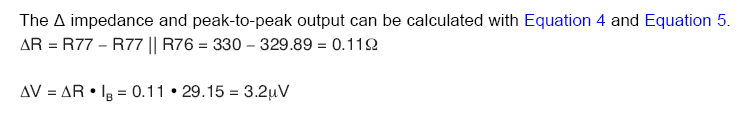 The Δ impedance and peak-to-peak output can be calculated with Equation 4 and Equation 5.
ΔR = R77 – R77 || R76 = 330 – 329.89 = 0.11Ω
ΔV = ΔR • I_B = 0.11 • 29.15 = 3.2μV